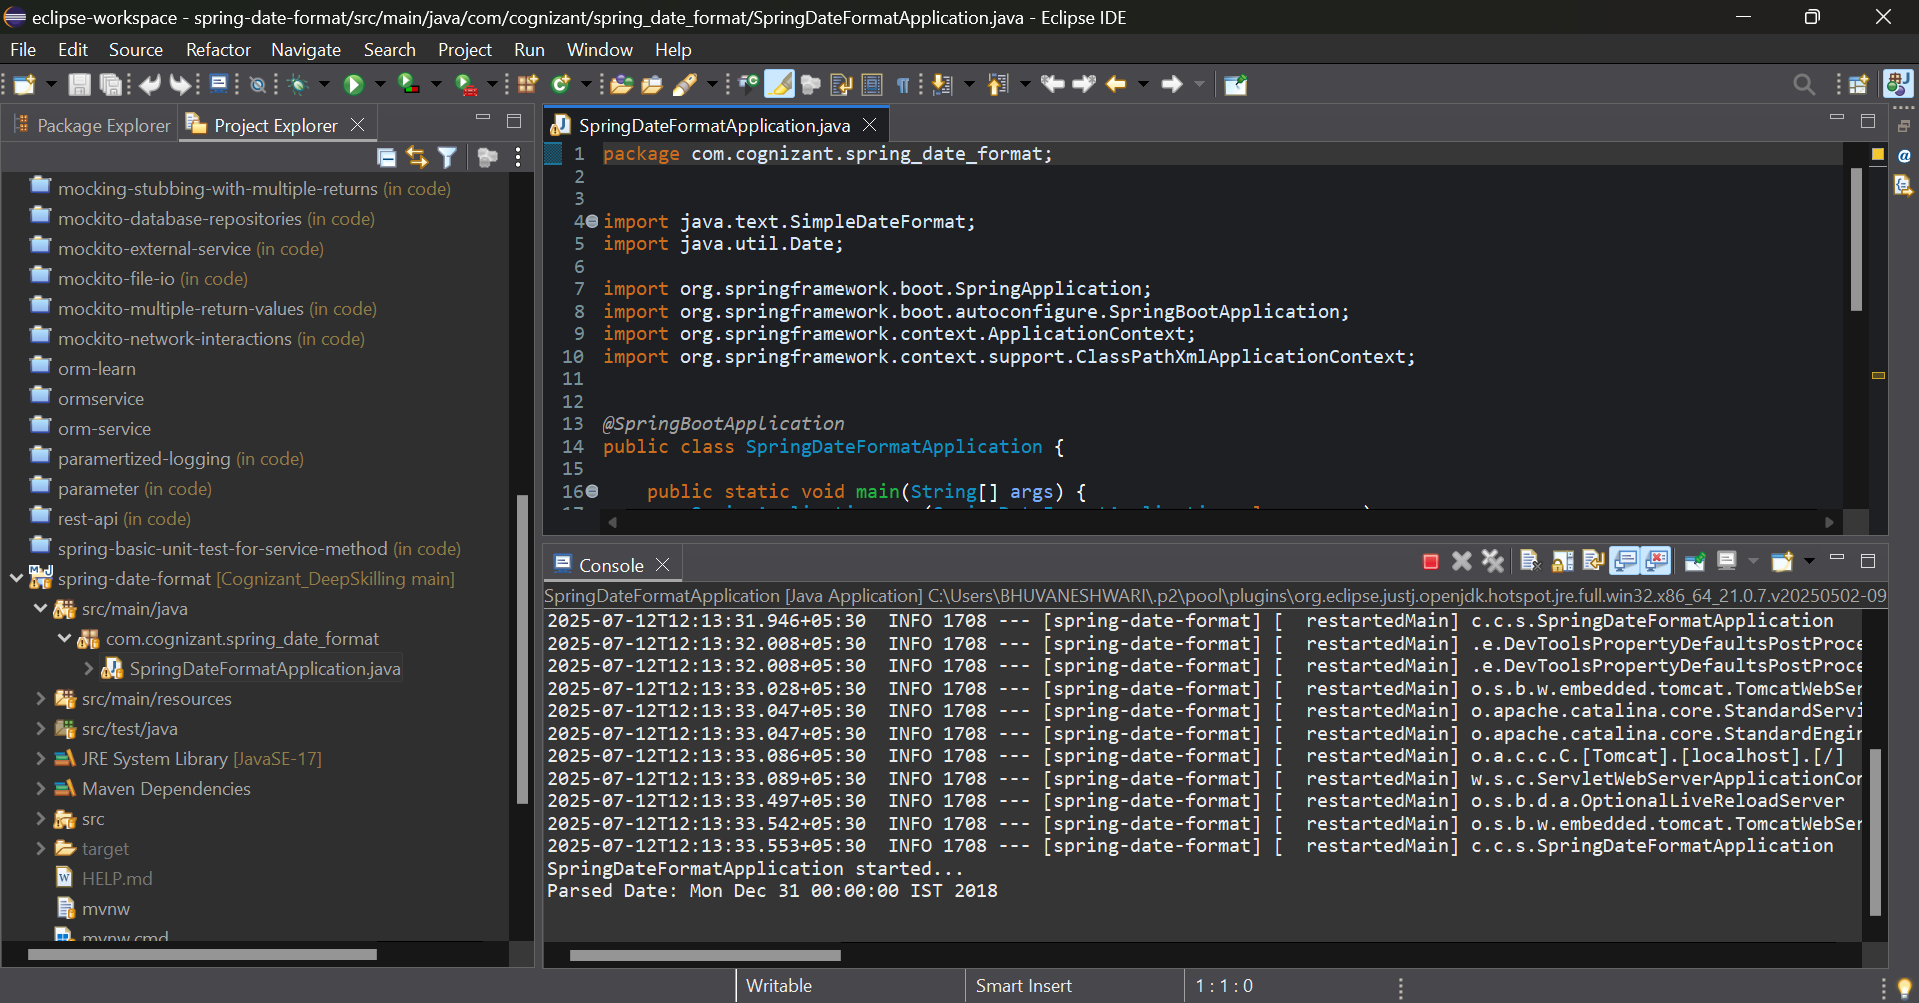 eclipse-workspace - spring-date-format/src/main/java/com/cognizant/spring_date_format/SpringDateFormatApplication.java - Eclipse IDE
File Edit Source Refactor Navigate Search Project Run Window Help
Package Explorer
Project Explorer
mocking-stubbing-with-multiple-returns (in code)
mockito-database-repositories (in code)
mockito-external-service (in code)
mockito-file-io (in code)
mockito-multiple-return-values (in code)
mockito-network-interactions (in code)
orm-learn
ormservice
orm-service
paramertized-logging (in code)
parameter (in code)
rest-api (in code)
spring-basic-unit-test-for-service-method (in code)
spring-date-format [Cognizant_DeepSkilling main]
src/main/java
com.cognizant.spring_date_format
SpringDateFormatApplication.java
src/main/resources
src/test/java
JRE System Library [JavaSE-17]
Maven Dependencies
src
target
HELP.md
mvnw
mvnw.cmd
SpringDateFormatApplication.java
1 package com.cognizant.spring_date_format;
2
3
4 import java.text.SimpleDateFormat;
5 import java.util.Date;
6
7 import org.springframework.boot.SpringApplication;
8 import org.springframework.boot.autoconfigure.SpringBootApplication;
9 import org.springframework.context.ApplicationContext;
10 import org.springframework.context.support.ClassPathXmlApplicationContext;
11
12
13 @SpringBootApplication
14 public class SpringDateFormatApplication {
15
16 public static void main(String[] args) {
Console
SpringDateFormatApplication [Java Application] C:\Users\BHUVANESHWARI\.p2\pool\plugins\org.eclipse.justj.openjdk.hotspot.jre.full.win32.x86_64_21.0.7.v20250502-09
2025-07-12T12:13:31.946+05:30 INFO 1708 --- [spring-date-format] [ restartedMain] c.c.s.SpringDateFormatApplication
2025-07-12T12:13:32.008+05:30 INFO 1708 --- [spring-date-format] [ restartedMain] .e.DevToolsPropertyDefaultsPostProce
2025-07-12T12:13:32.008+05:30 INFO 1708 --- [spring-date-format] [ restartedMain] .e.DevToolsPropertyDefaultsPostProce
2025-07-12T12:13:33.028+05:30 INFO 1708 --- [spring-date-format] [ restartedMain] o.s.b.w.embedded.tomcat.TomcatWebSer
2025-07-12T12:13:33.047+05:30 INFO 1708 --- [spring-date-format] [ restartedMain] o.apache.catalina.core.StandardServi
2025-07-12T12:13:33.047+05:30 INFO 1708 --- [spring-date-format] [ restartedMain] o.apache.catalina.core.StandardEngin
2025-07-12T12:13:33.086+05:30 INFO 1708 --- [spring-date-format] [ restartedMain] o.a.c.c.C.[Tomcat].[localhost].[/]
2025-07-12T12:13:33.089+05:30 INFO 1708 --- [spring-date-format] [ restartedMain] w.s.c.ServletWebServerApplicationCon
2025-07-12T12:13:33.497+05:30 INFO 1708 --- [spring-date-format] [ restartedMain] o.s.b.d.a.OptionalLiveReloadServer
2025-07-12T12:13:33.542+05:30 INFO 1708 --- [spring-date-format] [ restartedMain] o.s.b.w.embedded.tomcat.TomcatWebSer
2025-07-12T12:13:33.553+05:30 INFO 1708 --- [spring-date-format] [ restartedMain] c.c.s.SpringDateFormatApplication
SpringDateFormatApplication started...
Parsed Date: Mon Dec 31 00:00:00 IST 2018
Writable
Smart Insert
1 : 1 : 0